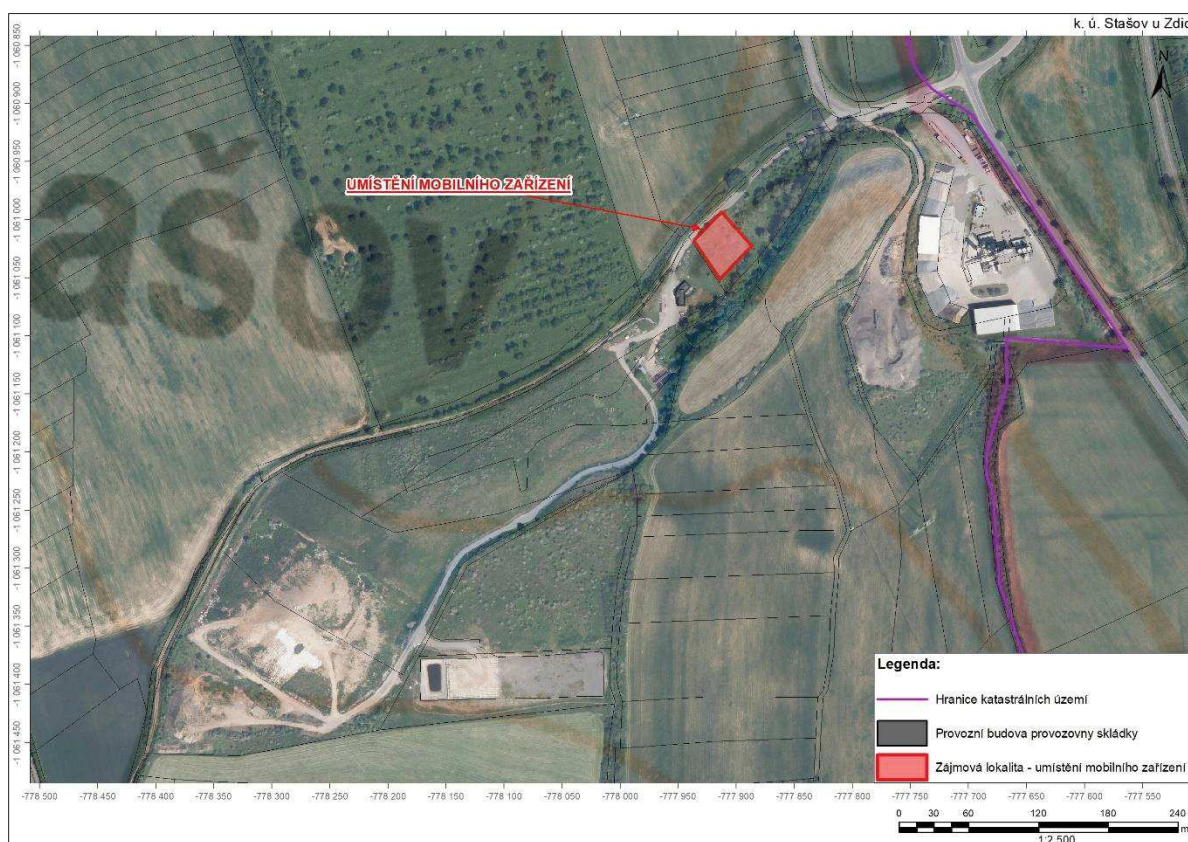 k. ú. Stašov u Zdic
N
-1 060 850
-1 060 900
-1 060 950
-1 061 000
-1 061 050
-1 061 100
-1 061 150
-1 061 200
-1 061 250
-1 061 300
-1 061 350
-1 061 400
-1 061 450
ašov
UMÍSTĚNÍ MOBILNÍHO ZAŘÍZENÍ
Legenda:
Hranice katastrálních území
Provozní budova provozovny skládky
Zájmová lokalita - umístění mobilního zařízení
-778 500 -778 450 -778 400 -778 350 -778 300 -778 250 -778 200 -778 150 -778 100 -778 050 -778 000 -777 950 -777 900 -777 850 -777 800 -777 750 -777 700 -777 650 -777 600 -777 550
0 30 60 120 180 240
m
1:2 500